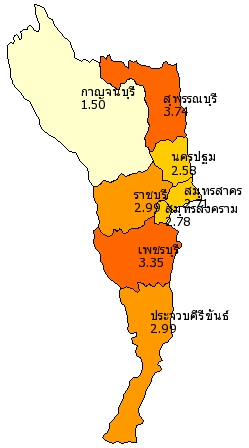 กาญจนบุรี
1.50
สุพรรณบุรี
3.74
นครปฐม
2.53
สมุทรสาคร
2.71
ราชบุรี
2.99
สมุทรสงคราม
2.78
เพชรบุรี
3.35
ประจวบคีรีขันธ์
2.99